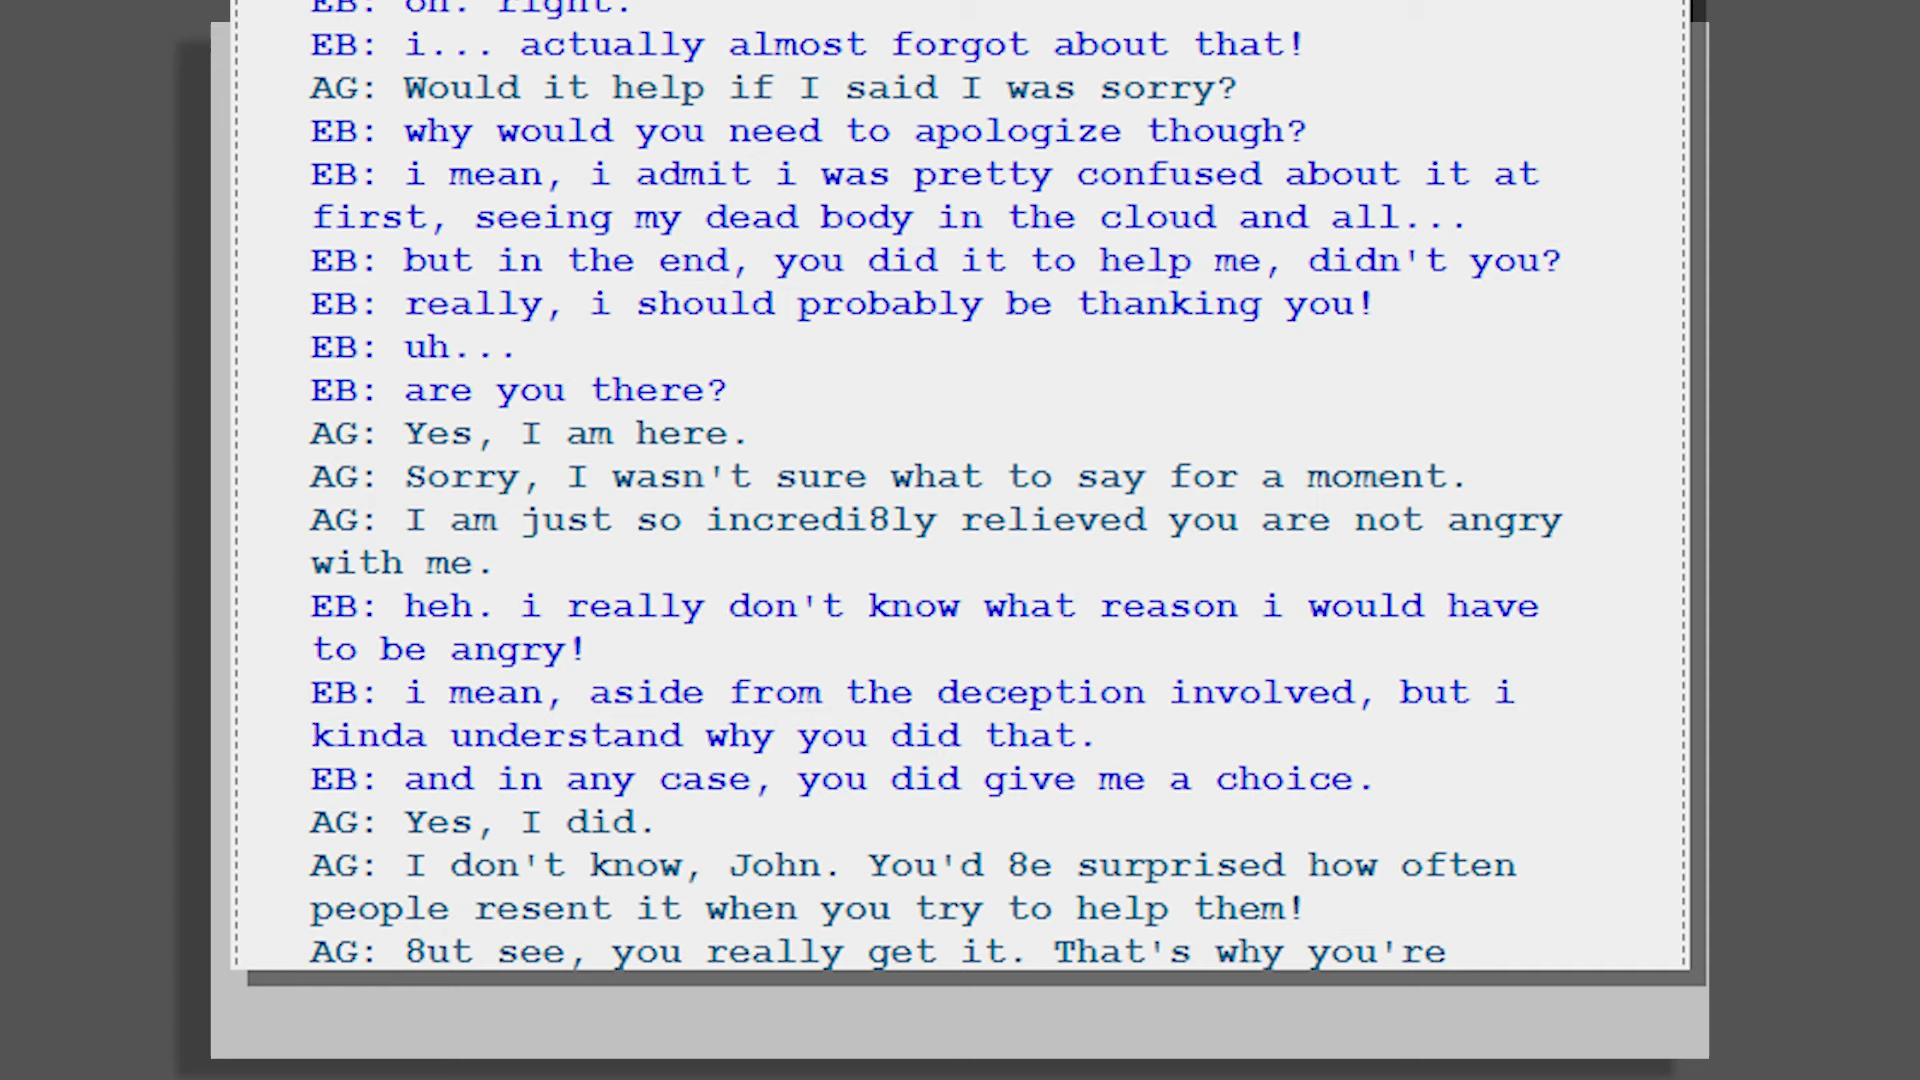 EB: oh. right.
EB: i... actually almost forgot about that!
AG: Would it help if I said I was sorry?
EB: why would you need to apologize though?
EB: i mean, i admit i was pretty confused about it at
first, seeing my dead body in the cloud and all...
EB: but in the end, you did it to help me, didn't you?
EB: really, i should probably be thanking you!
EB: uh...
EB: are you there?
AG: Yes, I am here.
AG: Sorry, I wasn't sure what to say for a moment.
AG: I am just so incredi8ly relieved you are not angry
with me.
EB: heh. i really don't know what reason i would have
to be angry!
EB: i mean, aside from the deception involved, but i
kinda understand why you did that.
EB: and in any case, you did give me a choice.
AG: Yes, I did.
AG: I don't know, John. You'd 8e surprised how often
people resent it when you try to help them!
AG: 8ut see, you really get it. That's why you're